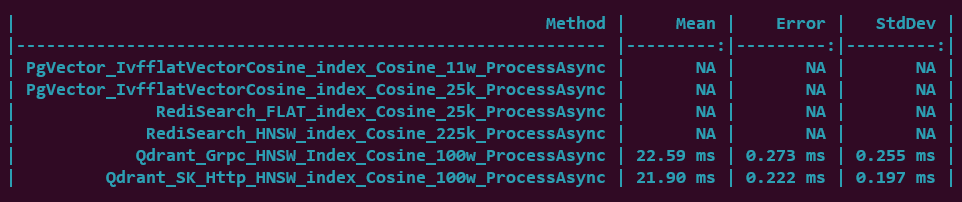 |                                                      Method |     Mean |    Error |   StdDev |
|----------------------------------------------------------- |---------:|---------:|---------:|
| PgVector_IvfflatVectorCosine_index_Cosine_11w_ProcessAsync |       NA |       NA |       NA |
| PgVector_IvfflatVectorCosine_index_Cosine_25k_ProcessAsync |       NA |       NA |       NA |
|              RediSearch_FLAT_index_Cosine_25k_ProcessAsync |       NA |       NA |       NA |
|             RediSearch_HNSW_index_Cosine_225k_ProcessAsync |       NA |       NA |       NA |
|            Qdrant_Grpc_HNSW_Index_Cosine_100w_ProcessAsync | 22.59 ms | 0.273 ms | 0.255 ms |
|         Qdrant_SK_Http_HNSW_index_Cosine_100w_ProcessAsync | 21.90 ms | 0.222 ms | 0.197 ms |